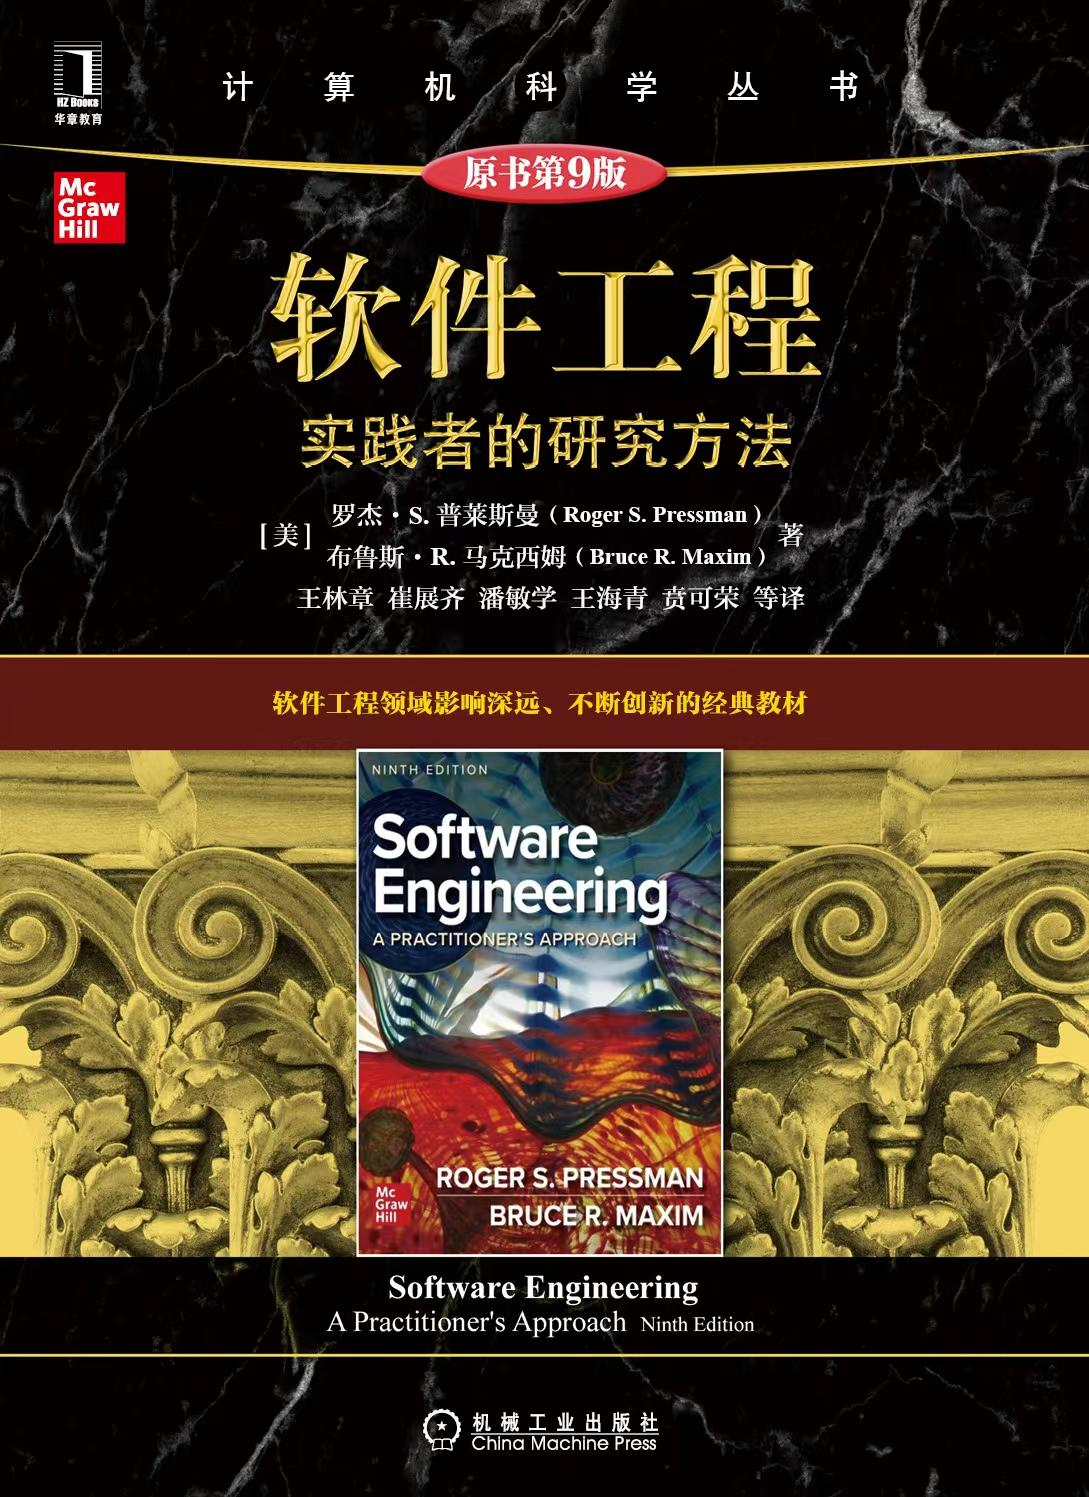 HZ BOOKS
华章教育
计算机科学丛书
原书第9版
Mc
Graw
Hill
软件工程
实践者的研究方法
[美] 罗杰·S. 普莱斯曼（Roger S. Pressman）
布鲁斯·R. 马克西姆（Bruce R. Maxim） 著
王林章 崔展齐 潘敏学 王海青 贲可荣 等译
软件工程领域影响深远、不断创新的经典教材
NINTH EDITION
Software
Engineering
A PRACTITIONER'S APPROACH
ROGER S. PRESSMAN
BRUCE R. MAXIM
Mc
Graw
Hill
Software Engineering
A Practitioner's Approach Ninth Edition
机械工业出版社
China Machine Press